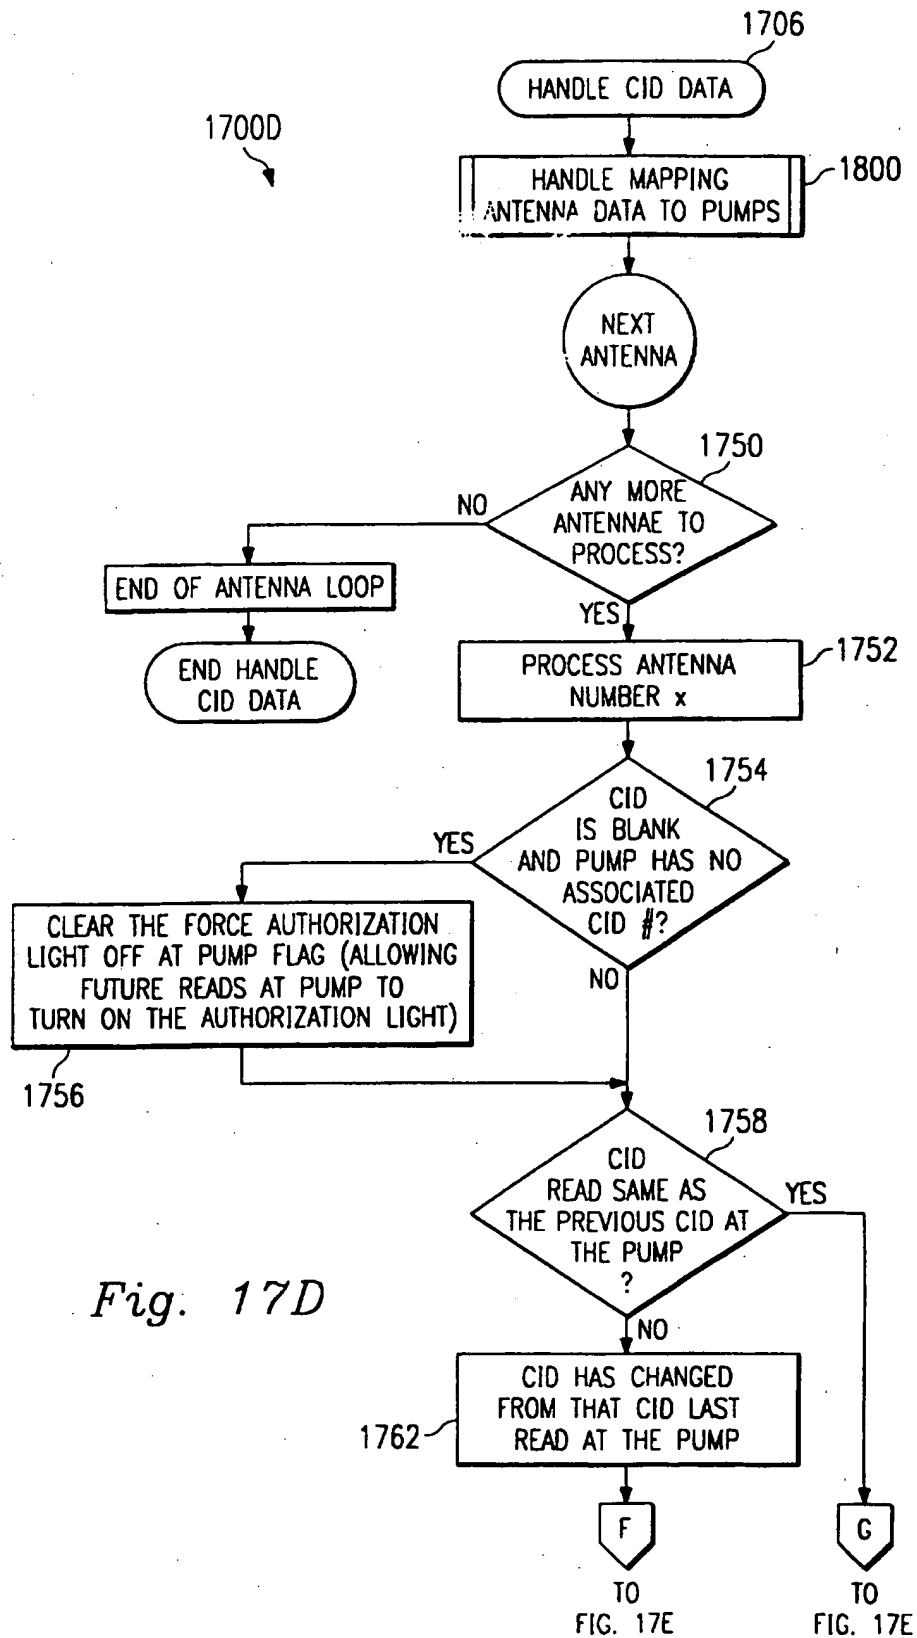 1706
HANDLE CID DATA
1700D
HANDLE MAPPING
ANTENNA DATA TO PUMPS
1800
NEXT
ANTENNA
1750
ANY MORE
ANTENNAE TO
PROCESS?
NO
YES
END OF ANTENNA LOOP
END HANDLE
CID DATA
PROCESS ANTENNA
NUMBER x
1752
1754
CID
IS BLANK
AND PUMP HAS NO
ASSOCIATED
CID #?
YES
NO
CLEAR THE FORCE AUTHORIZATION
LIGHT OFF AT PUMP FLAG (ALLOWING
FUTURE READS AT PUMP TO
TURN ON THE AUTHORIZATION LIGHT)
1756
1758
CID
READ SAME AS
THE PREVIOUS CID AT
THE PUMP
?
YES
NO
Fig. 17D
CID HAS CHANGED
FROM THAT CID LAST
READ AT THE PUMP
1762
F
G
TO
FIG. 17E
TO
FIG. 17E